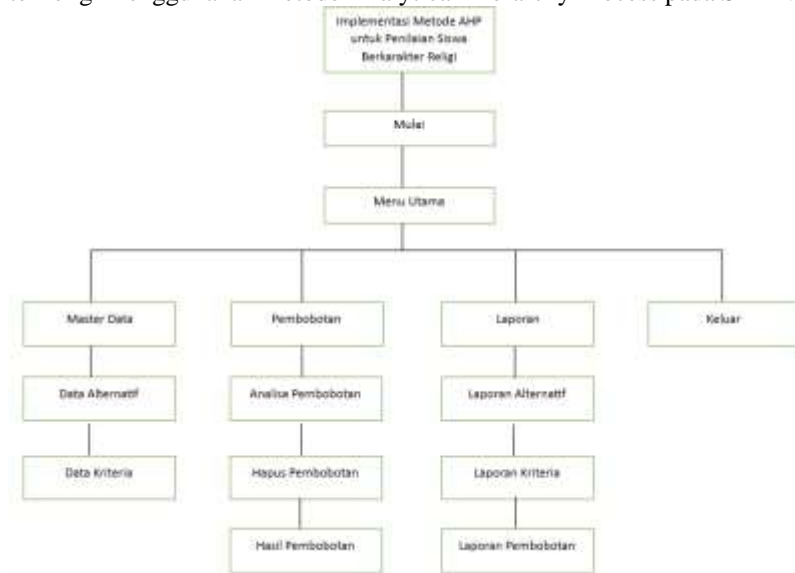 Implementasi Metode AHP
untuk Penilaian Siswa
Berkarakter Religi
Mulai
Menu Utama
Master Data
Pembobotan
Laporan
Keluar
Data Alternatif
Analisa Pembobotan
Laporan Alternatif
Data Kriteria
Hapus Pembobotan
Laporan Kriteria
Hasil Pembobotan
Laporan Pembobotan